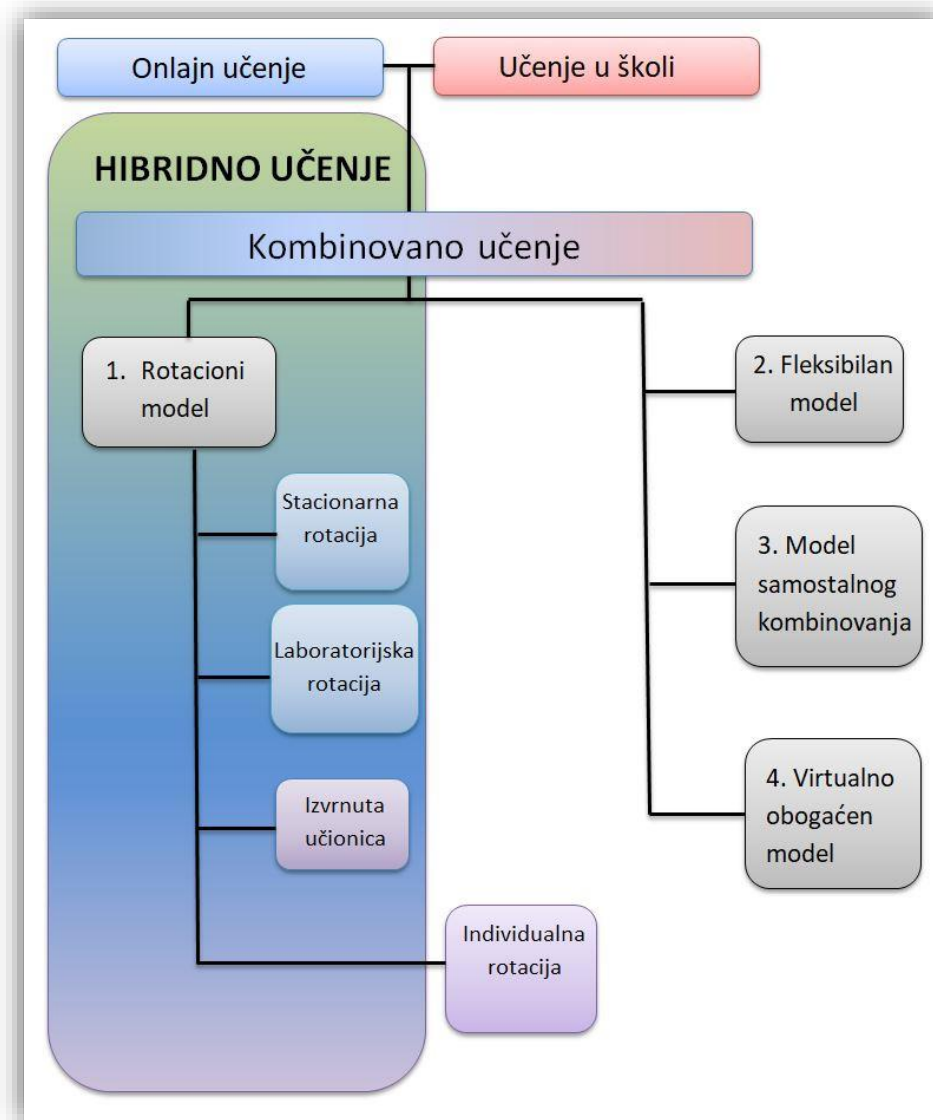 Onlajn učenje
Učenje u školi
HIBRIDNO UČENJE
Kombinovano učenje
1. Rotacioni
model
2. Fleksibilan
model
Stacionarna
rotacija
3. Model
samostalnog
kombinovanja
Laboratorijska
rotacija
Izvrnuta
učionica
4. Virtualno
obogaćen
model
Individualna
rotacija